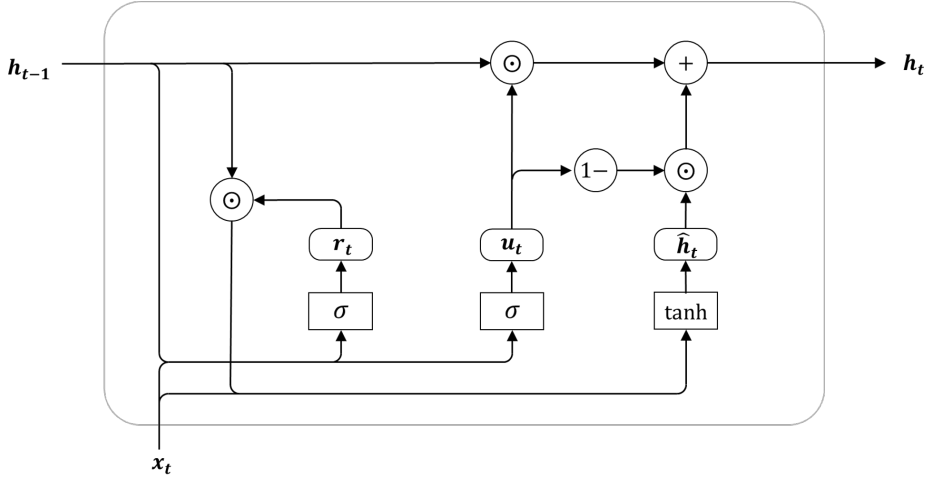 h_{t−1}
⊙
+
h_t
⊙
1−
⊙
r_t
u_t
ĥ_t
σ
σ
tanh
x_t